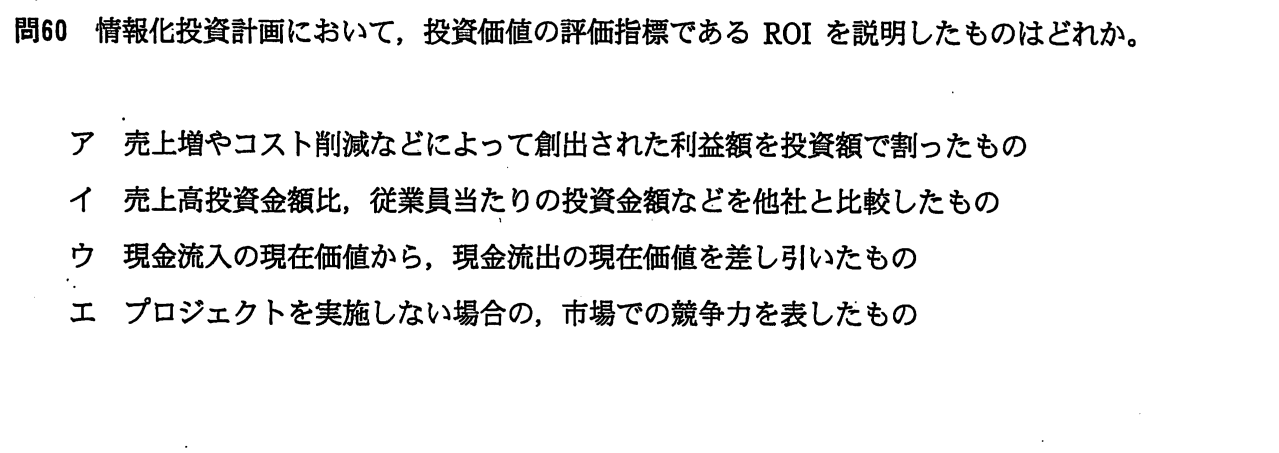 問60 情報化投資計画において，投資価値の評価指標である ROI を説明したものはどれか。
ア 売上増やコスト削減などによって創出された利益額を投資額で割ったもの
イ 売上高投資金額比，従業員当たりの投資金額などを他社と比較したもの
ウ 現金流入の現在価値から，現金流出の現在価値を差し引いたもの
エ プロジェクトを実施しない場合の，市場での競争力を表したもの